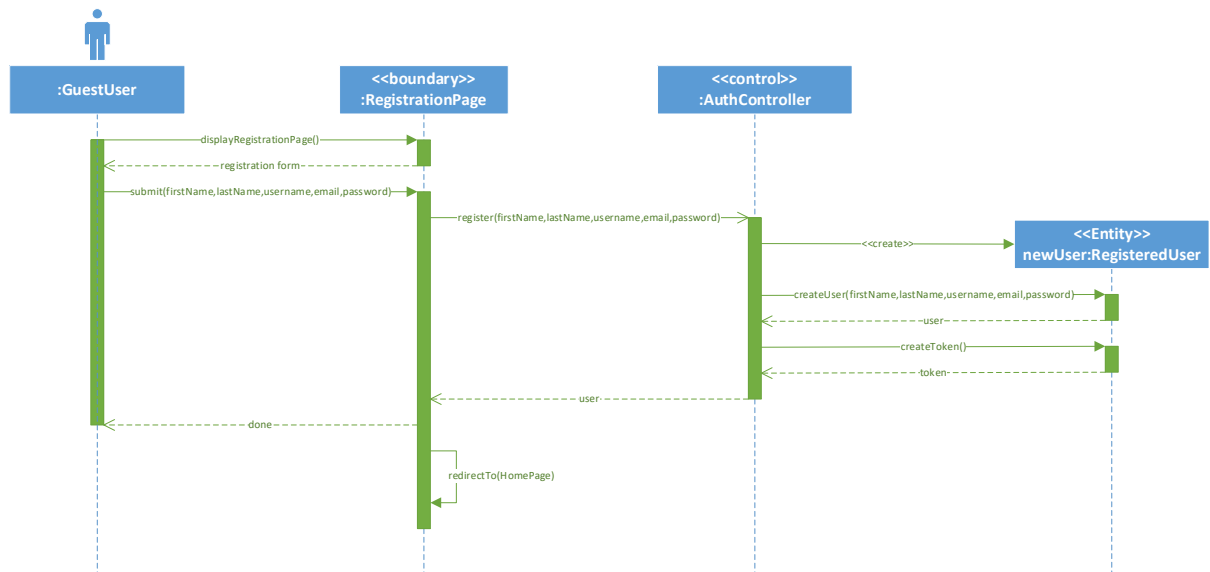 :GuestUser
<<boundary>>
:RegistrationPage
<<control>>
:AuthController
displayRegistrationPage()
registration form
submit(firstName,lastName,username,email,password)
register(firstName,lastName,username,email,password)
<<create>>
<<Entity>>
newUser:RegisteredUser
createUser(firstName,lastName,username,email,password)
user
createToken()
token
user
done
redirectTo(HomePage)